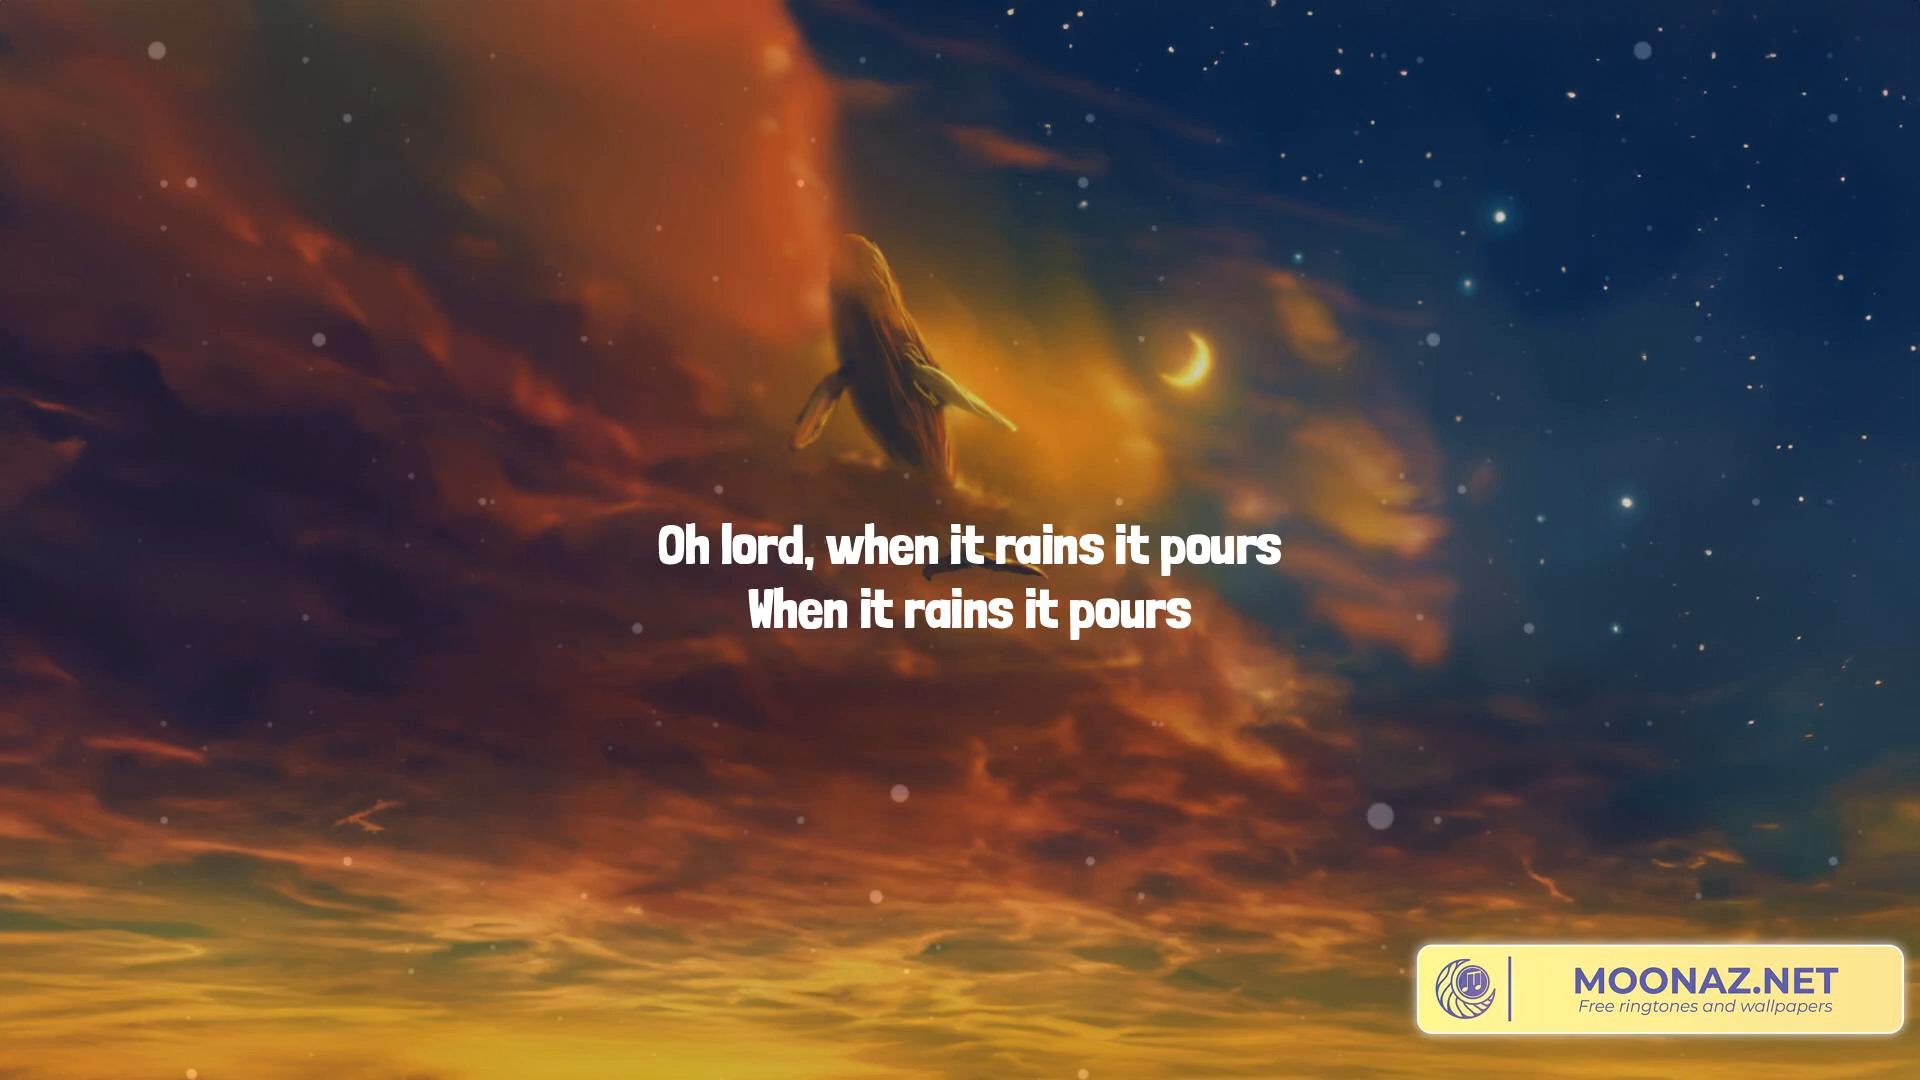 Oh lord, when it rains it pours
When it rains it pours
MOONAZ.NET
Free ringtones and wallpapers